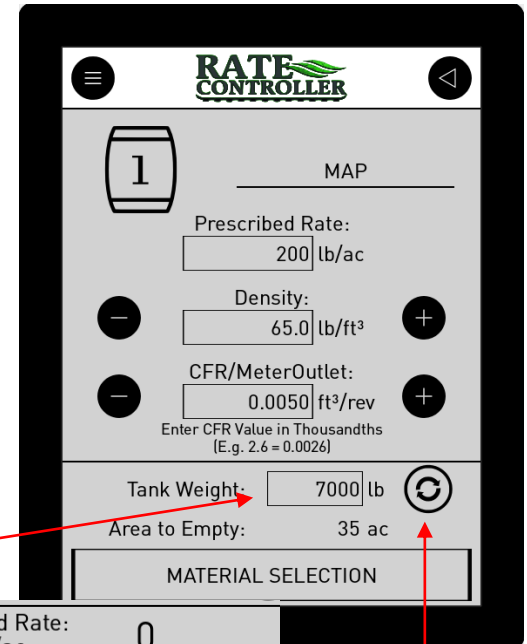 RATE
CONTROLLER
1
MAP
Prescribed Rate:
200 lb/ac
Density:
65.0 lb/ft³
CFR/MeterOutlet:
0.0050 ft³/rev
Enter CFR Value in Thousandths
(E.g. 2.6 = 0.0026)
Tank Weight: 7000 lb
Area to Empty: 35 ac
MATERIAL SELECTION
d Rate:
0